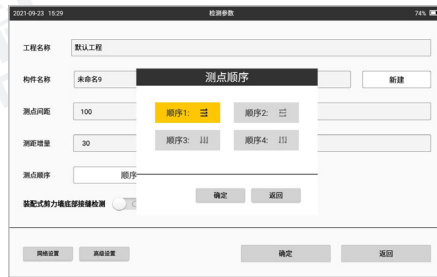 2021-09-23 15:29 检测参数 74%
工程名称 默认工程
构件名称 未命名9 新建
测点顺序
测点间距 100
顺序1: 顺序2:
测距增量 30
顺序3: 顺序4:
测点顺序 顺序
确定 返回
装配式剪力墙底部接缝检测
网络设置 高级设置 确定 返回